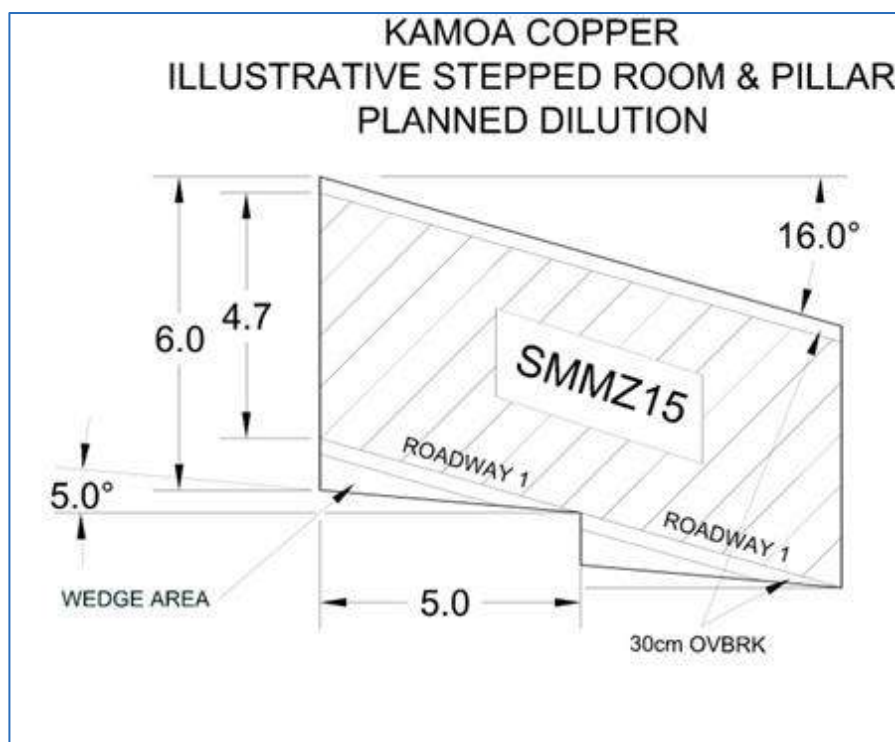 KAMOA COPPER
ILLUSTRATIVE STEPPED ROOM & PILLAR
PLANNED DILUTION
16.0°
6.0
4.7
SMMZ15
ROADWAY 1
5.0°
ROADWAY 1
WEDGE AREA
5.0
30cm OVBRK